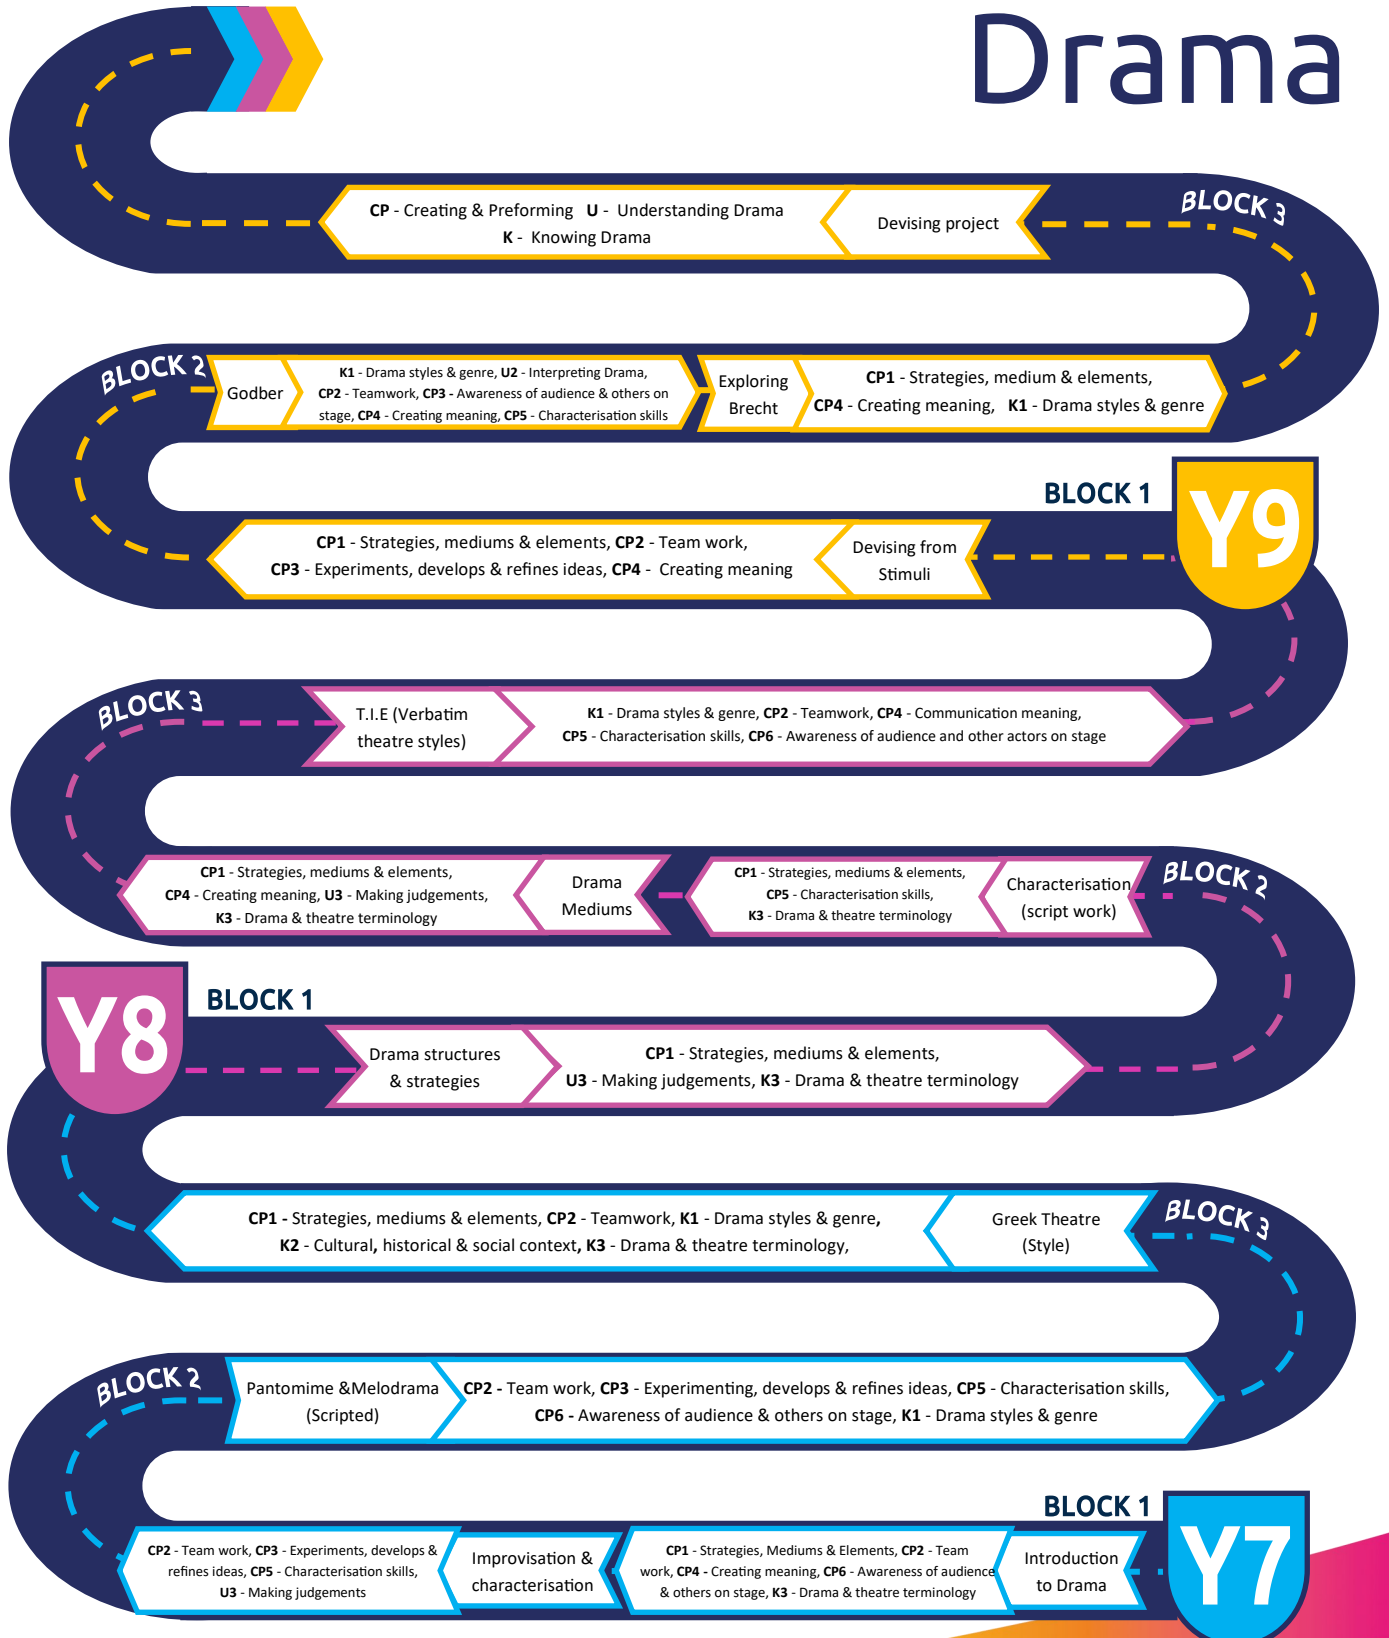 Drama
CP - Creating & Preforming U - Understanding Drama
K - Knowing Drama
Devising project
BLOCK 3
BLOCK 2
Godber
K1 - Drama styles & genre, U2 - Interpreting Drama,
CP2 - Teamwork, CP3 - Awareness of audience & others on
stage, CP4 - Creating meaning, CP5 - Characterisation skills
Exploring
Brecht
CP1 - Strategies, medium & elements,
CP4 - Creating meaning, K1 - Drama styles & genre
BLOCK 1
Y9
CP1 - Strategies, mediums & elements, CP2 - Team work,
CP3 - Experiments, develops & refines ideas, CP4 - Creating meaning
Devising from
Stimuli
BLOCK 3
T.I.E (Verbatim
theatre styles)
K1 - Drama styles & genre, CP2 - Teamwork, CP4 - Communication meaning,
CP5 - Characterisation skills, CP6 - Awareness of audience and other actors on stage
CP1 - Strategies, mediums & elements,
CP4 - Creating meaning, U3 - Making judgements,
K3 - Drama & theatre terminology
Drama
Mediums
CP1 - Strategies, mediums & elements,
CP5 - Characterisation skills,
K3 - Drama & theatre terminology
Characterisation
(script work)
BLOCK 2
Y8
BLOCK 1
Drama structures
& strategies
CP1 - Strategies, mediums & elements,
U3 - Making judgements, K3 - Drama & theatre terminology
CP1 - Strategies, mediums & elements, CP2 - Teamwork, K1 - Drama styles & genre,
K2 - Cultural, historical & social context, K3 - Drama & theatre terminology,
Greek Theatre
(Style)
BLOCK 3
BLOCK 2
Pantomime &Melodrama
(Scripted)
CP2 - Team work, CP3 - Experimenting, develops & refines ideas, CP5 - Characterisation skills,
CP6 - Awareness of audience & others on stage, K1 - Drama styles & genre
BLOCK 1
Y7
CP2 - Team work, CP3 - Experiments, develops &
refines ideas, CP5 - Characterisation skills,
U3 - Making judgements
Improvisation &
characterisation
CP1 - Strategies, Mediums & Elements, CP2 - Team
work, CP4 - Creating meaning, CP6 - Awareness of audience
& others on stage, K3 - Drama & theatre terminology
Introduction
to Drama